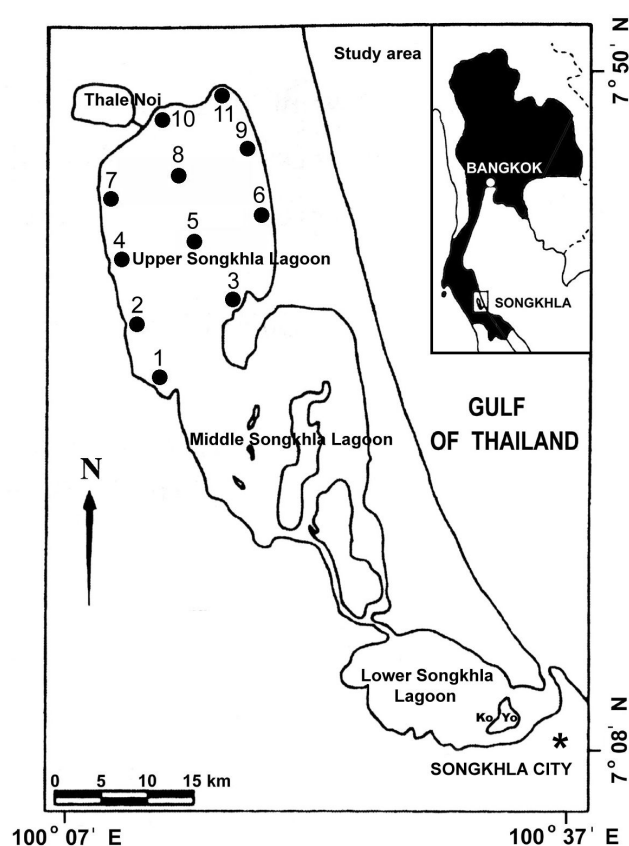 Study area
7° 50' N
Thale Noi
11
10
9
8
BANGKOK
7
6
5
4
Upper Songkhla Lagoon
3
SONGKHLA
2
1
GULF
OF THAILAND
Middle Songkhla Lagoon
N
Lower Songkhla
Lagoon
Ko Yo
*
7° 08' N
SONGKHLA CITY
0 5 10 15 km
100° 07' E
100° 37' E